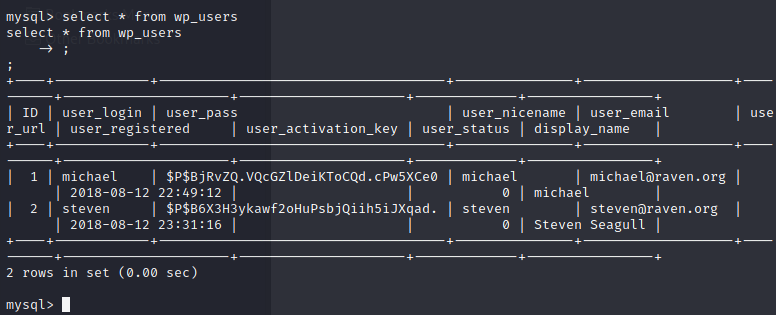 mysql> select * from wp_users
select * from wp_users
    -> ;
;
+----+------------+------------------------------------+---------------+-------------------+----
------+---------------------+---------------------+-------------+----------------+
| ID | user_login | user_pass                          | user_nicename | user_email        | use
r_url | user_registered     | user_activation_key | user_status | display_name   |
+----+------------+------------------------------------+---------------+-------------------+----
------+---------------------+---------------------+-------------+----------------+
|  1 | michael    | $P$BjRvZQ.VQcGZlDeiKToCQd.cPw5XCe0 | michael       | michael@raven.org |
      | 2018-08-12 22:49:12 |                     |           0 | michael        |
|  2 | steven     | $P$B6X3H3ykawf2oHuPsbjQiih5iJXqad. | steven        | steven@raven.org  |
      | 2018-08-12 23:31:16 |                     |           0 | Steven Seagull |
+----+------------+------------------------------------+---------------+-------------------+----
------+---------------------+---------------------+-------------+----------------+
2 rows in set (0.00 sec)
mysql>